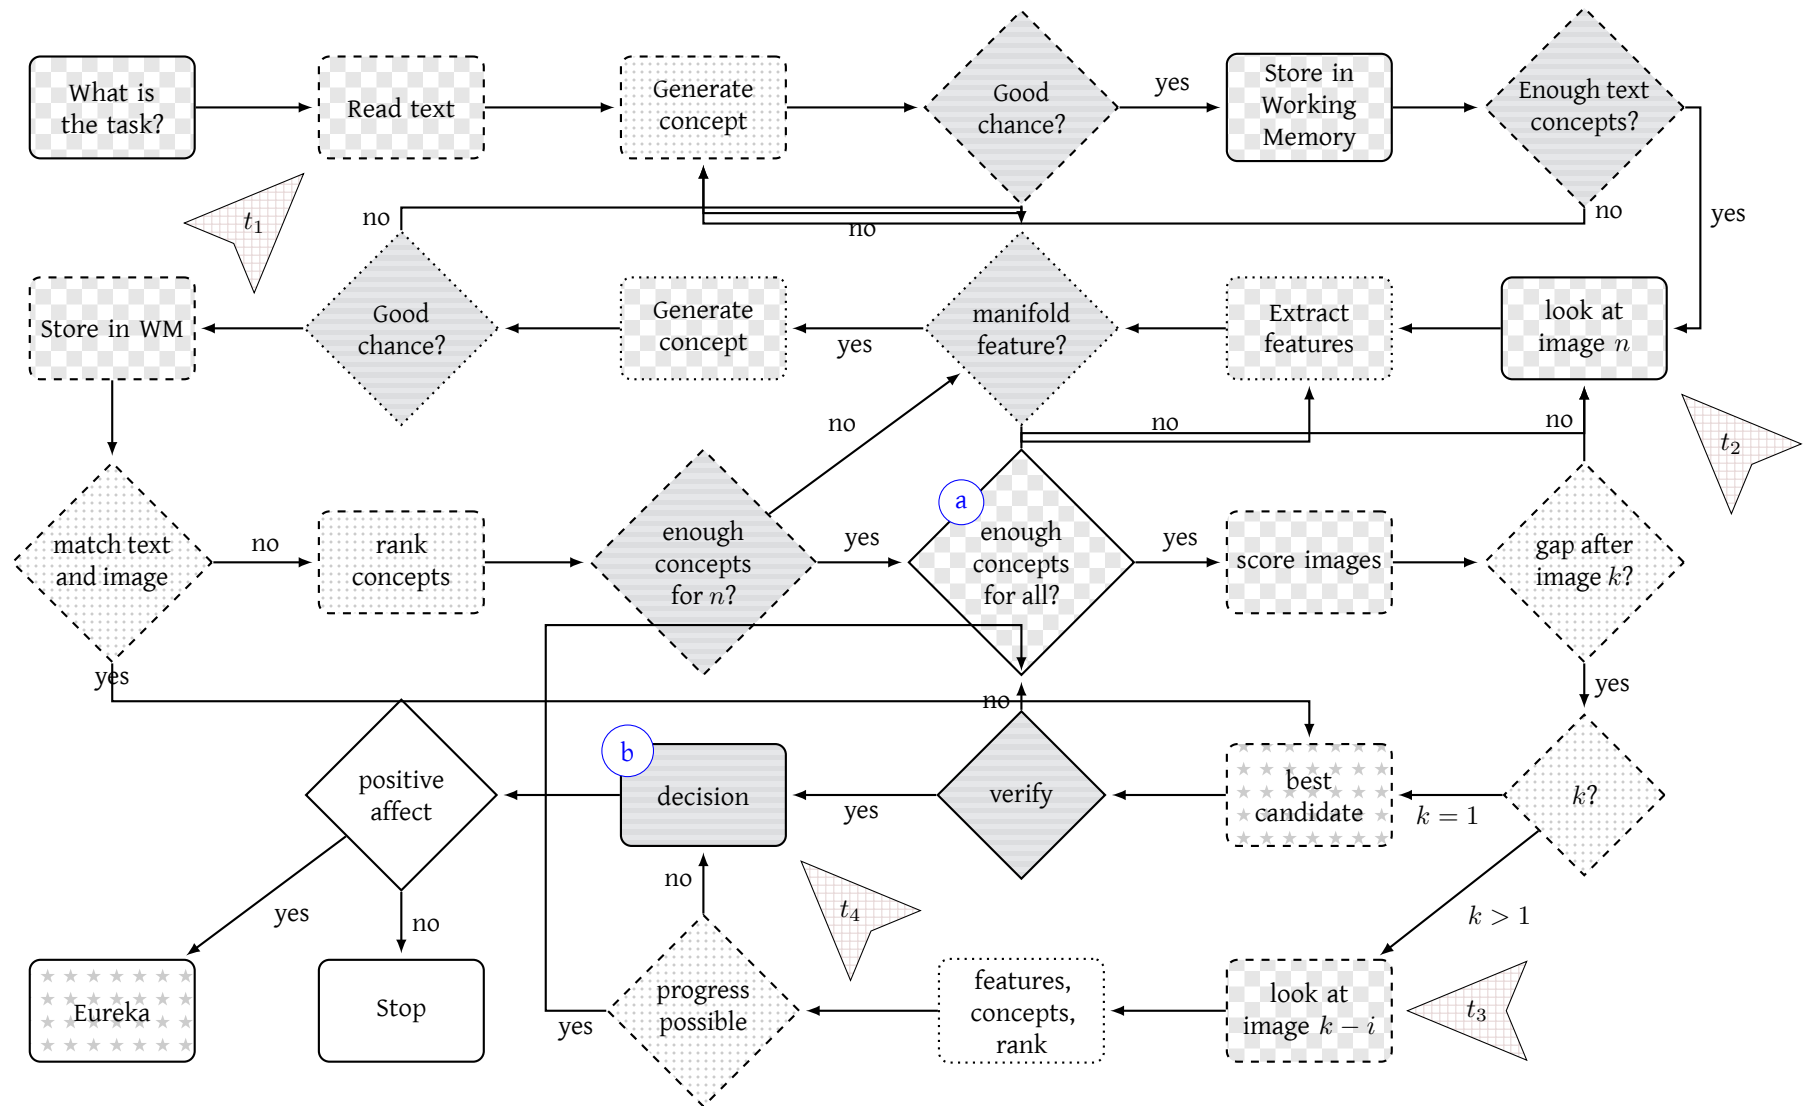 What is
the task?
Read text
Generate
concept
Good
chance?
yes
Store in
Working
Memory
Enough text
concepts?
t1
no
no
no
yes
Store in WM
Good
chance?
Generate
concept
yes
manifold
feature?
Extract
features
look at
image n
no
no
no
t2
match text
and image
no
rank
concepts
enough
concepts
for n?
yes
a
enough
concepts
for all?
yes
score images
gap after
image k?
yes
no
yes
positive
affect
b
decision
yes
verify
best
candidate
k = 1
k?
yes
no
no
t4
k > 1
Eureka
Stop
yes
progress
possible
features,
concepts,
rank
look at
image k − i
t3